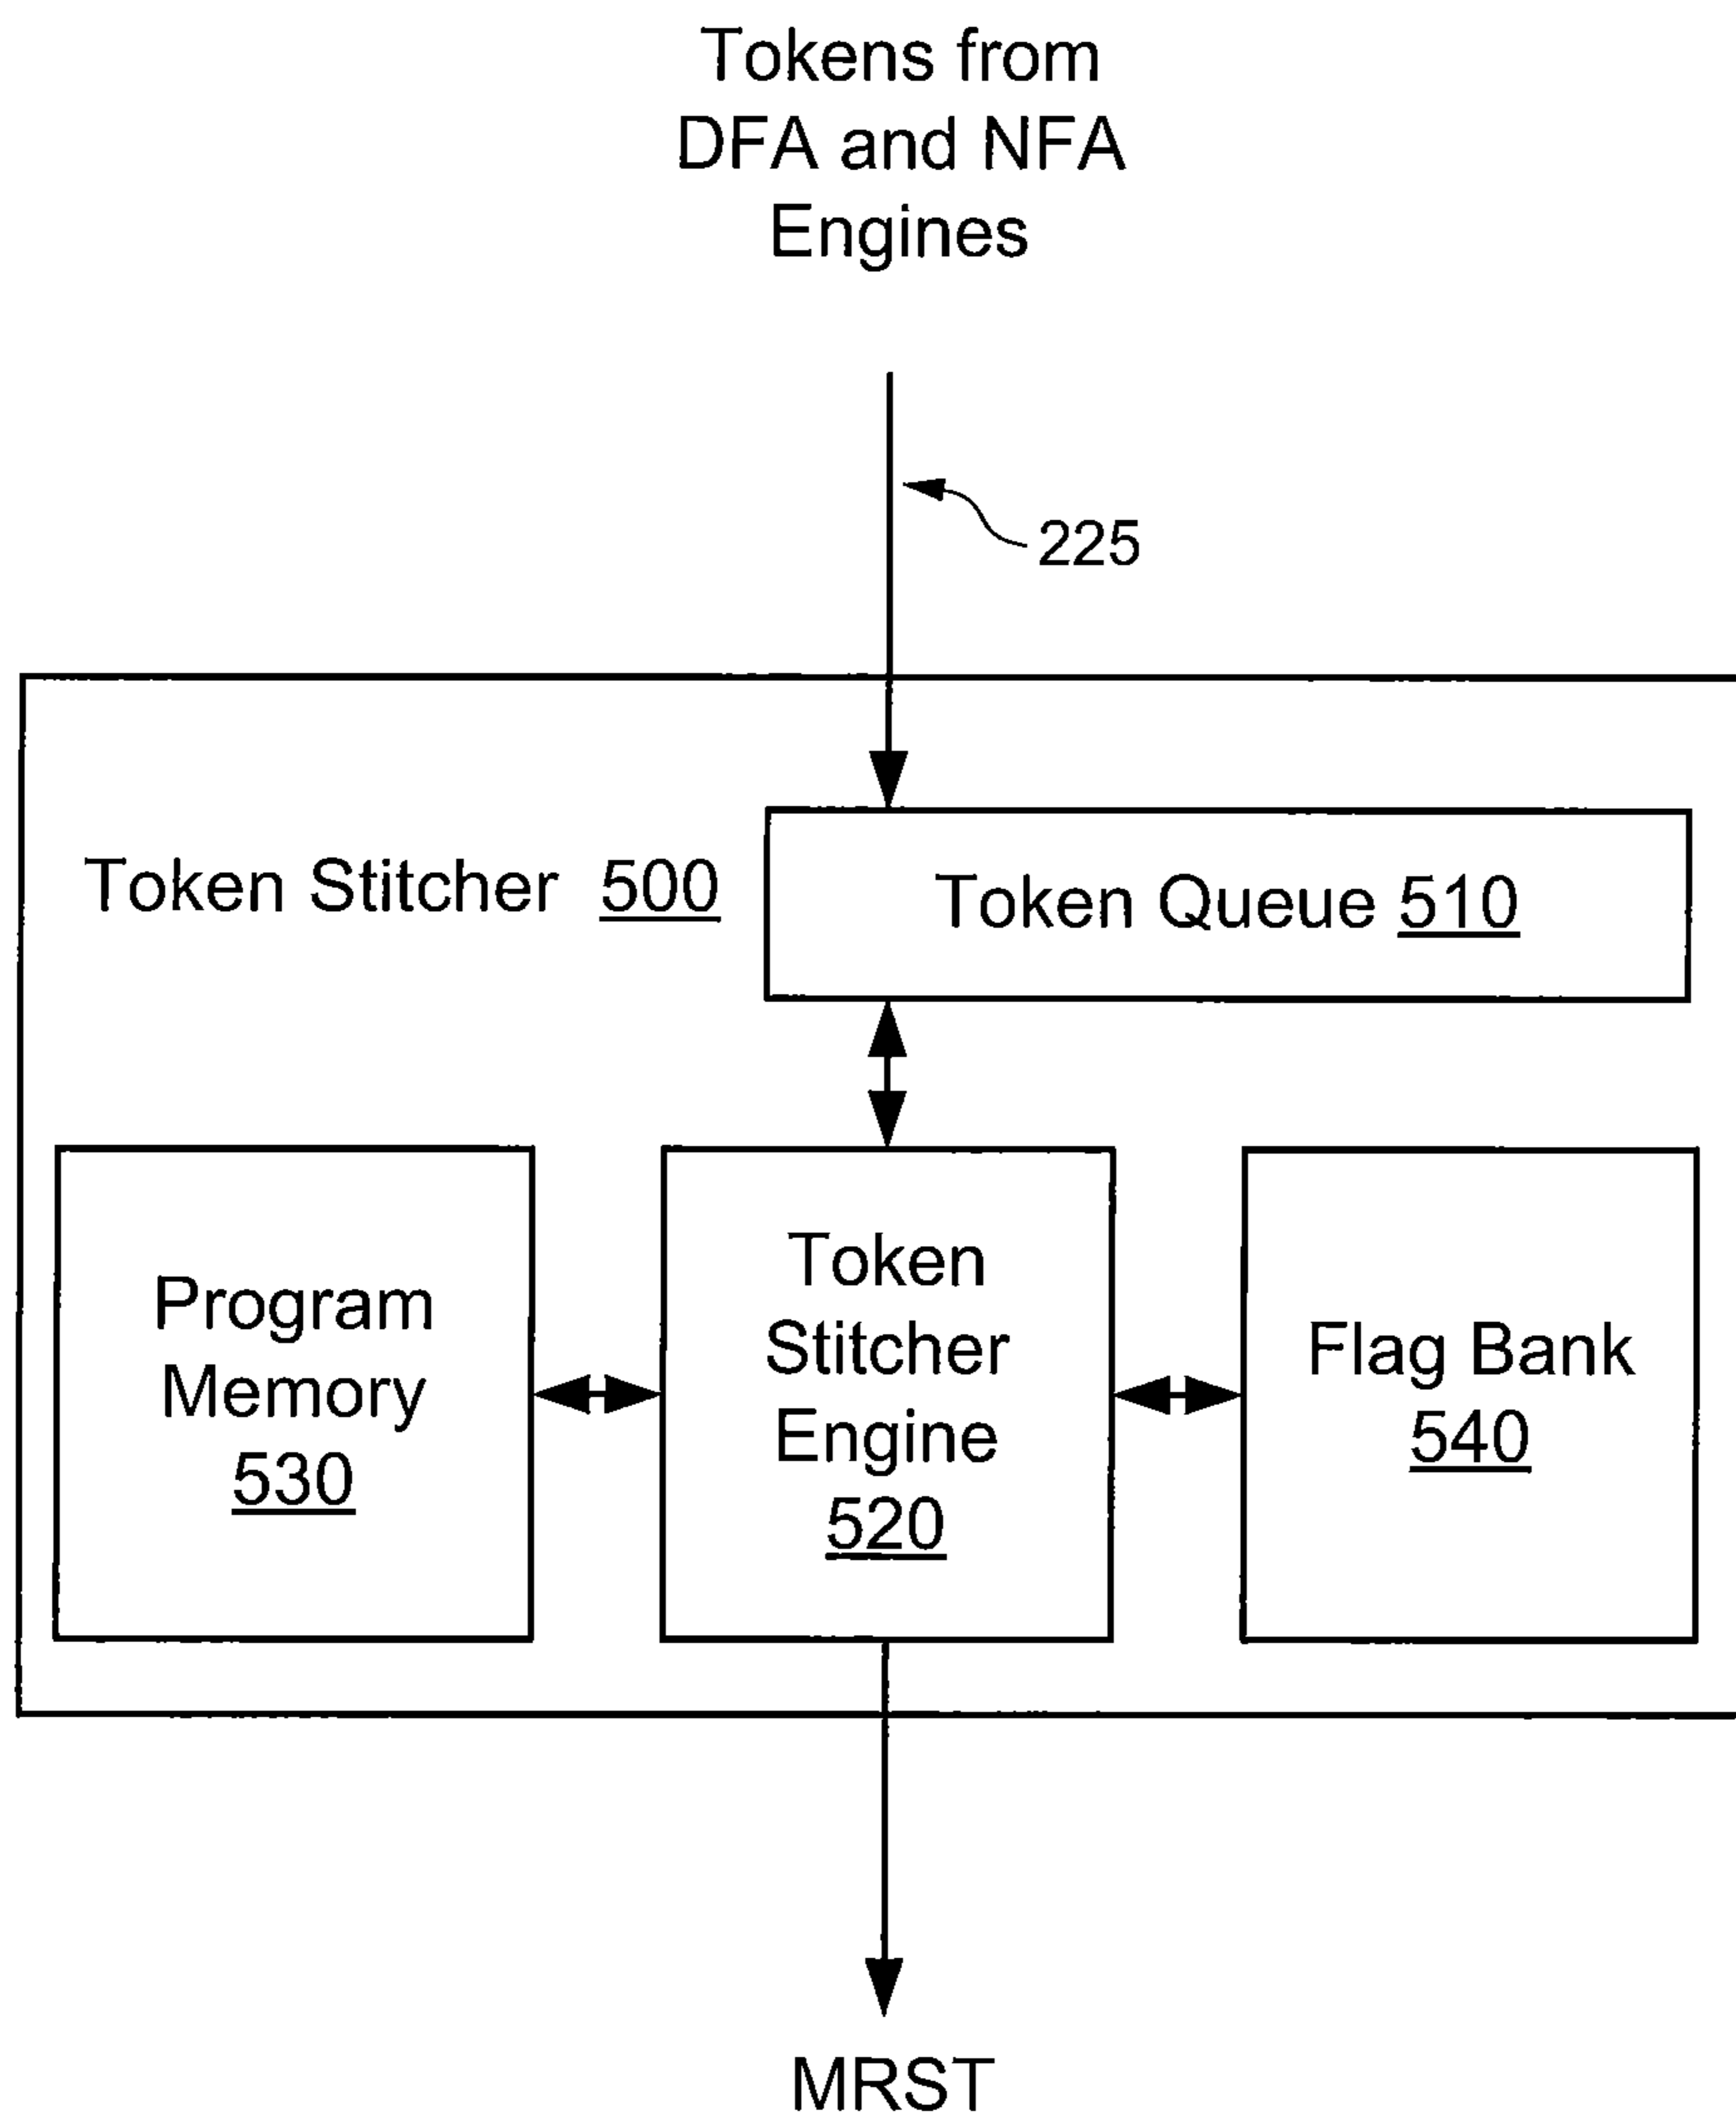 Tokens from
DFA and NFA
Engines
225
Token Stitcher 500
Token Queue 510
Program
Memory
530
Token
Stitcher
Engine
520
Flag Bank
540
MRST